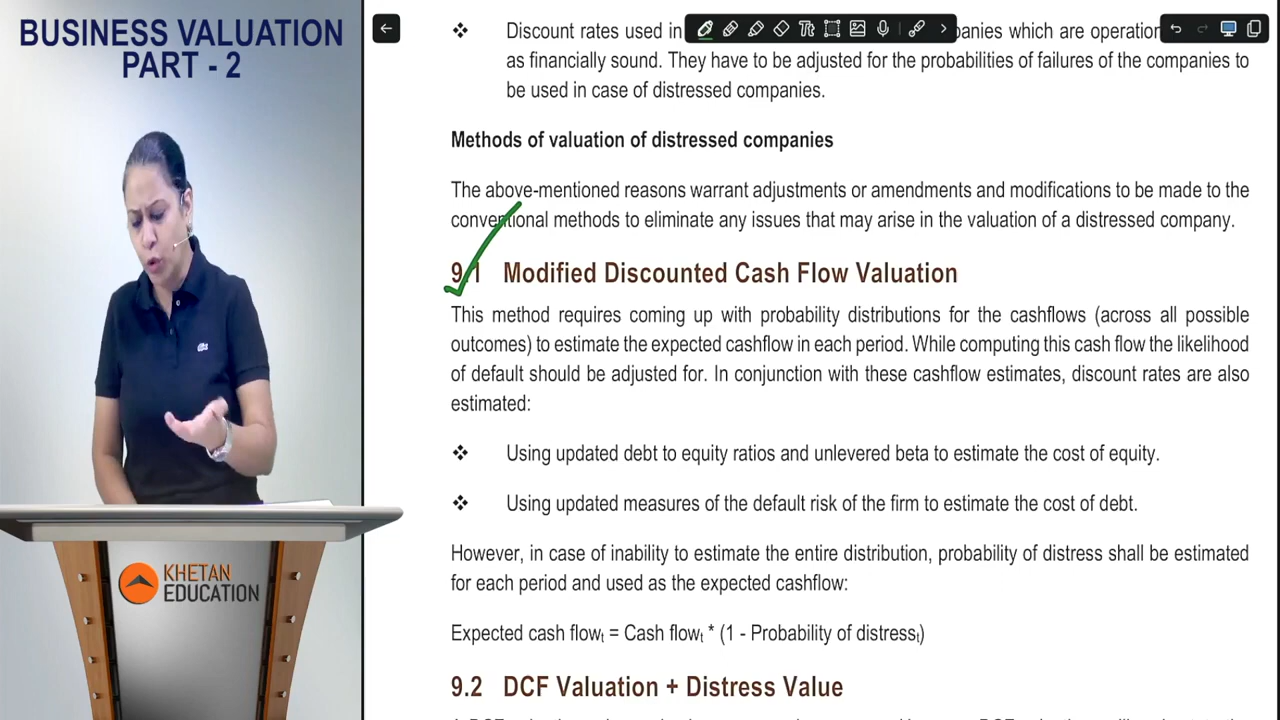 BUSINESS VALUATION
PART - 2
Discount rates used in
as financially sound. They have to be adjusted for the probabilities of failures of the companies to
be used in case of distressed companies.
Methods of valuation of distressed companies
The above-mentioned reasons warrant adjustments or amendments and modifications to be made to the
conventional methods to eliminate any issues that may arise in the valuation of a distressed company.
9.1 Modified Discounted Cash Flow Valuation
This method requires coming up with probability distributions for the cashflows (across all possible
outcomes) to estimate the expected cashflow in each period. While computing this cash flow the likelihood
of default should be adjusted for. In conjunction with these cashflow estimates, discount rates are also
estimated:
❖ Using updated debt to equity ratios and unlevered beta to estimate the cost of equity.
❖ Using updated measures of the default risk of the firm to estimate the cost of debt.
However, in case of inability to estimate the entire distribution, probability of distress shall be estimated
for each period and used as the expected cashflow:
Expected cash flowₜ = Cash flowₜ * (1 - Probability of distressₜ)
9.2 DCF Valuation + Distress Value
KHETAN
EDUCATION